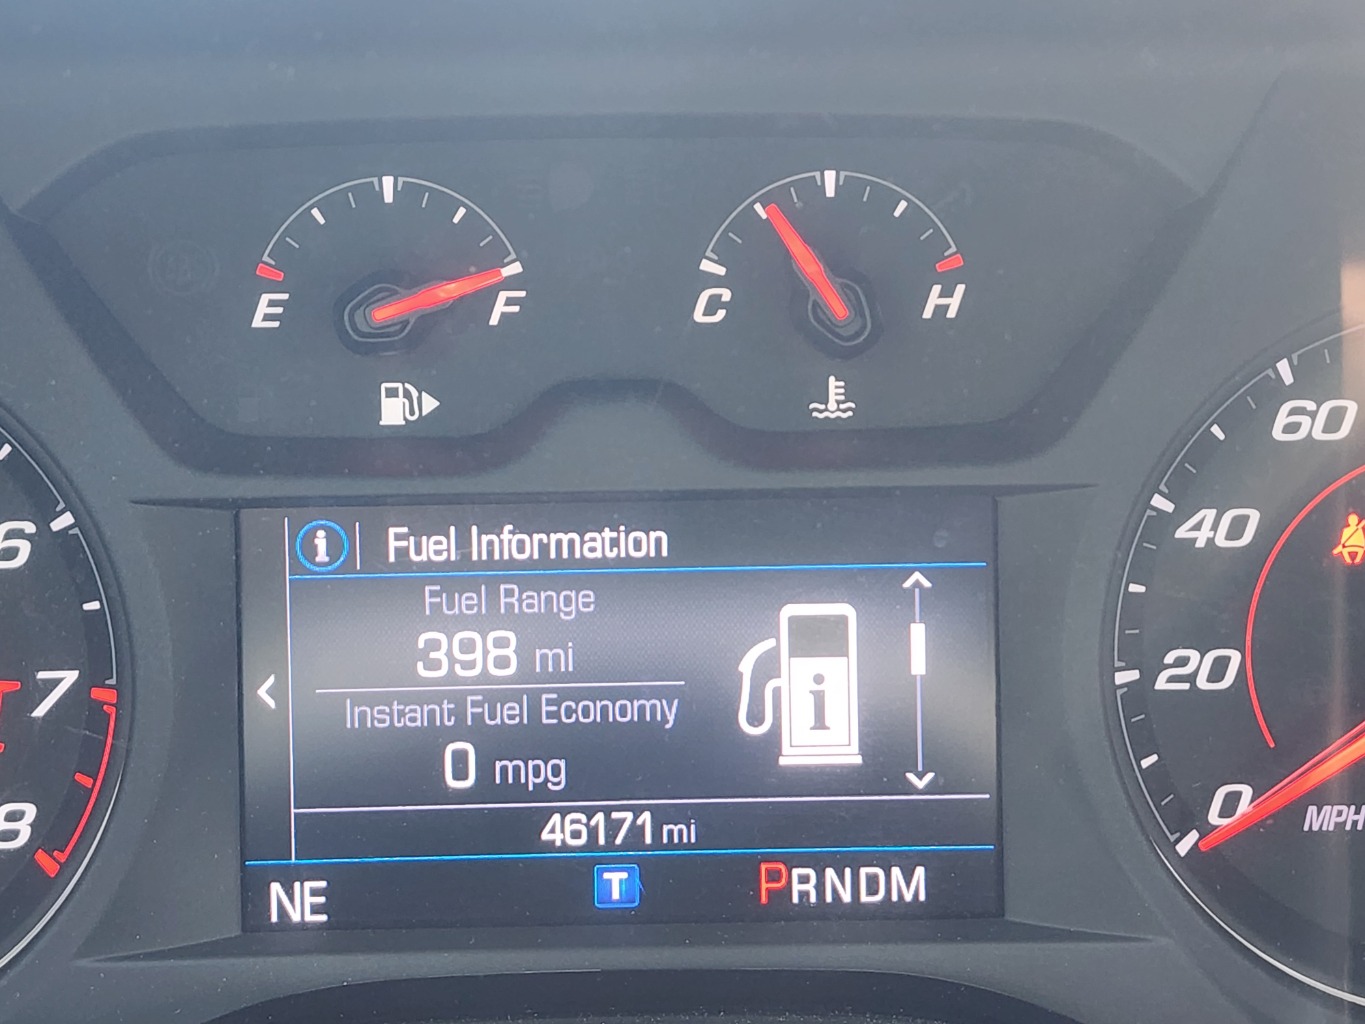 E
F
C
H
6
7
8
60
40
20
0
MPH
i
Fuel Information
Fuel Range
398 mi
Instant Fuel Economy
0 mpg
i
46171 mi
NE
T
PRNDM